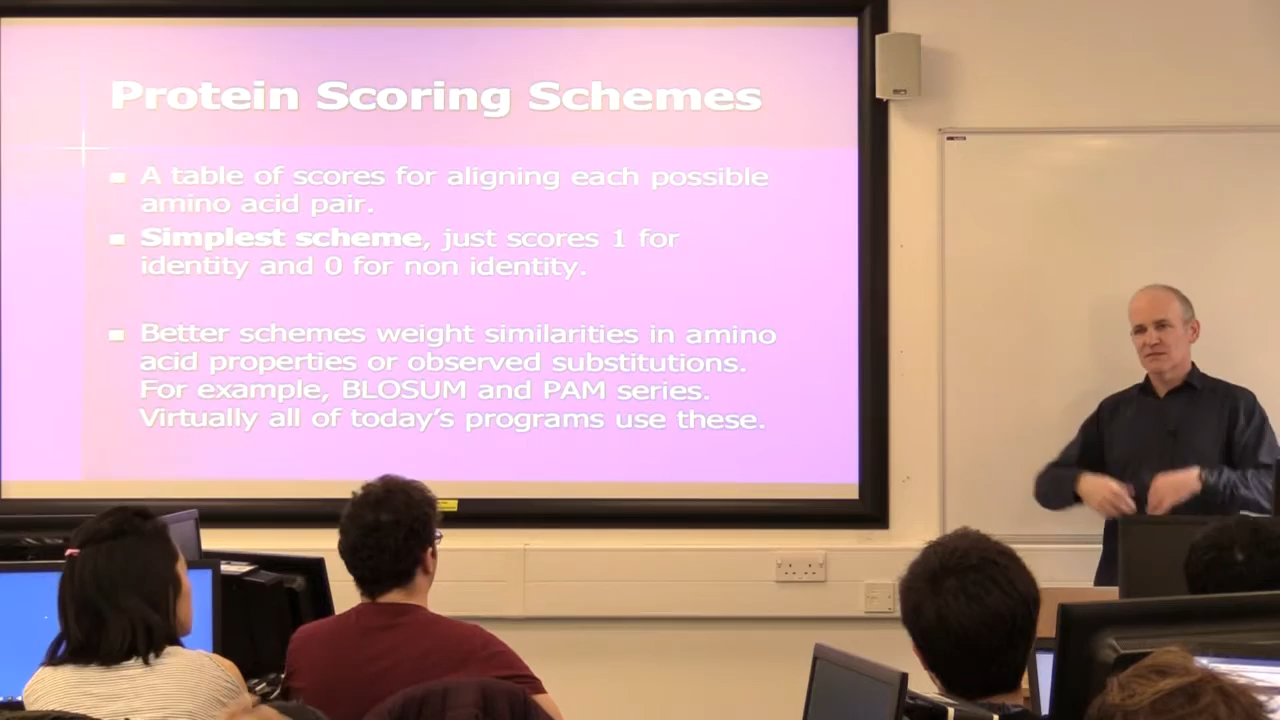 Protein Scoring Schemes
A table of scores for aligning each possible
amino acid pair.
Simplest scheme, just scores 1 for
identity and 0 for non identity.
Better schemes weight similarities in amino
acid properties or observed substitutions.
For example, BLOSUM and PAM series.
Virtually all of today's programs use these.